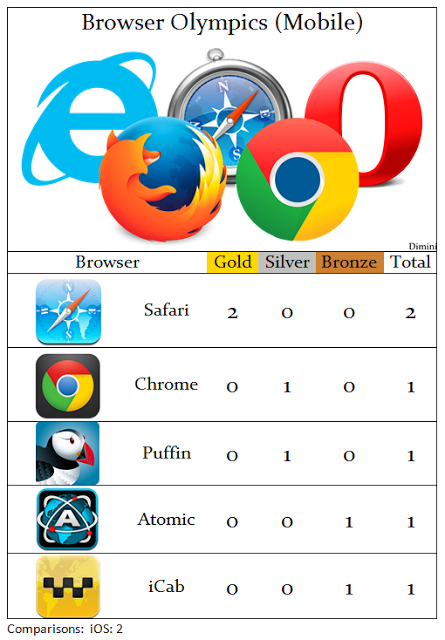 Browser Olympics (Mobile)
N
S
Dimini
Browser Gold Silver Bronze Total
Safari 2 0 0 2
Chrome 0 1 0 1
Puffin 0 1 0 1
A
Atomic 0 0 1 1
iCab 0 0 1 1
Comparisons: iOS: 2